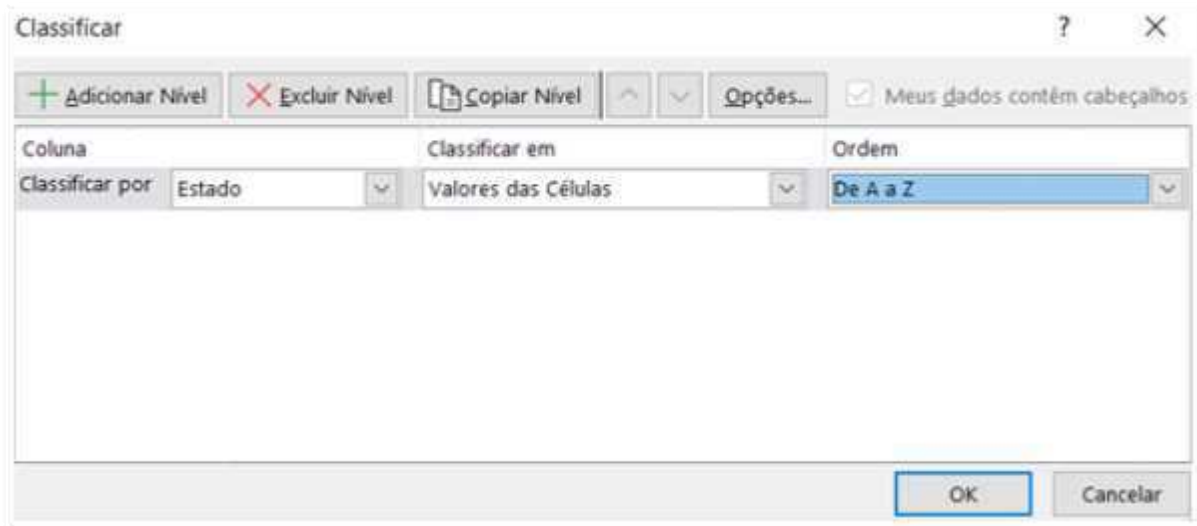 Classificar ?
Adicionar Nível Excluir Nível Copiar Nível Opções... Meus dados contêm cabeçalhos
Coluna Classificar em Ordem
Classificar por Estado Valores das Células De A a Z
OK Cancelar